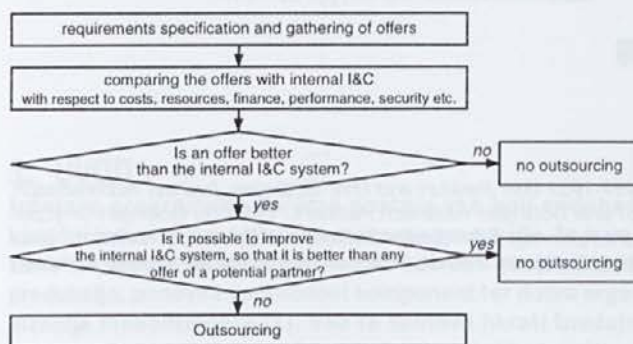 requirements specification and gathering of offers
comparing the offers with internal I&C
with respect to costs, resources, finance, performance, security etc.
Is an offer better
than the internal I&C system?
no
no outsourcing
yes
Is it possible to improve
the internal I&C system, so that it is better than any
offer of a potential partner?
yes
no outsourcing
no
Outsourcing